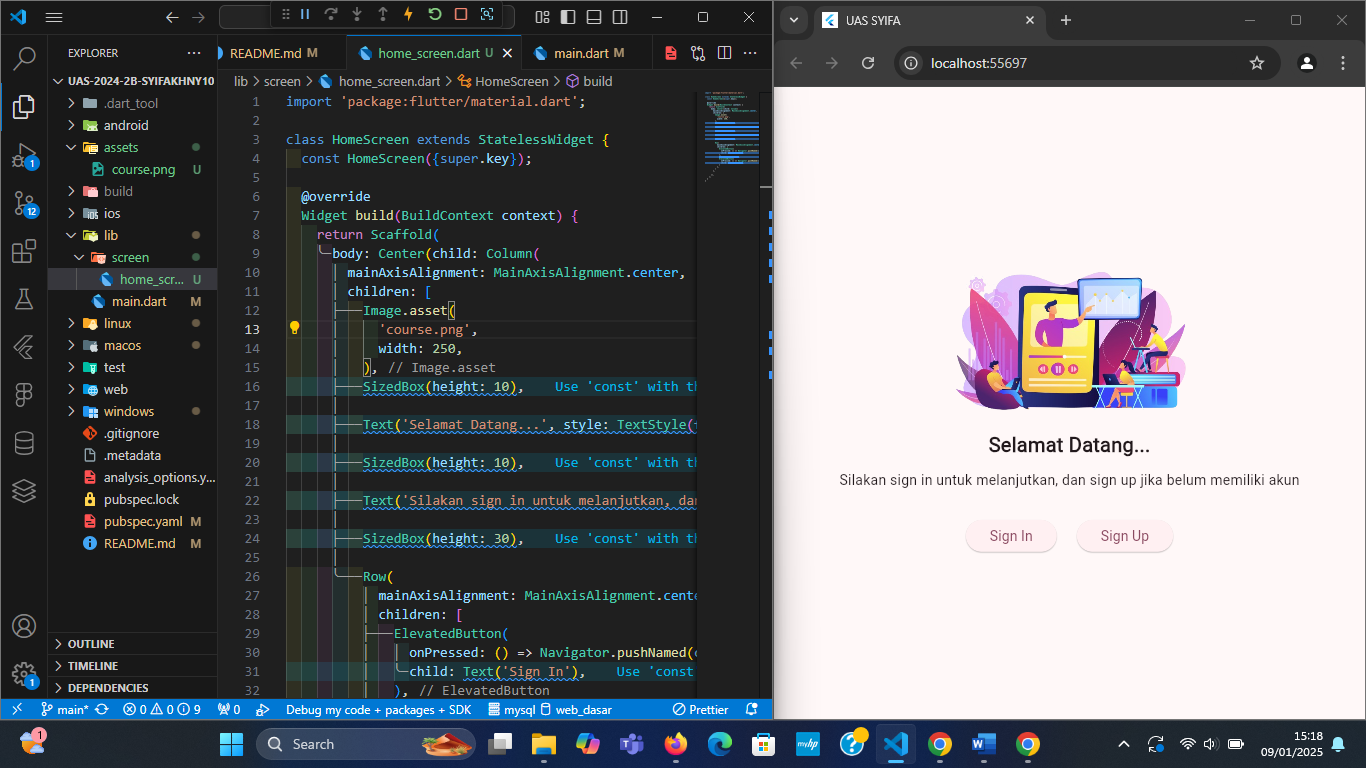 README.md M
home_screen.dart U
main.dart M
EXPLORER
UAS-2024-2B-SYIFAKHNY10
.dart_tool
android
assets
course.png U
build
ios
lib
screen
home_scr... U
main.dart M
linux
macos
test
web
windows
.gitignore
.metadata
analysis_options.y...
pubspec.lock
pubspec.yaml M
README.md M
OUTLINE
TIMELINE
DEPENDENCIES
1
12
1
lib > screen > home_screen.dart > HomeScreen > build
1 import 'package:flutter/material.dart';
2
3 class HomeScreen extends StatelessWidget {
4 const HomeScreen({super.key});
5
6 @override
7 Widget build(BuildContext context) {
8 return Scaffold(
9 body: Center(child: Column(
10 mainAxisAlignment: MainAxisAlignment.center,
11 children: [
12 Image.asset(
13 'course.png',
14 width: 250,
15 ), // Image.asset
16 SizedBox(height: 10), Use 'const' with th
17
18 Text('Selamat Datang...', style: TextStyle(
19
20 SizedBox(height: 10), Use 'const' with th
21
22 Text('Silakan sign in untuk melanjutkan, dan
23
24 SizedBox(height: 30), Use 'const' with th
25
26 Row(
27 mainAxisAlignment: MainAxisAlignment.cente
28 children: [
29 ElevatedButton(
30 onPressed: () => Navigator.pushNamed(c
31 child: Text('Sign In'), Use 'const
32 ), // ElevatedButton
main* 0 0 9 0 Debug my code + packages + SDK mysql web_dasar Prettier
UAS SYIFA
localhost:55697
Selamat Datang...
Silakan sign in untuk melanjutkan, dan sign up jika belum memiliki akun
Sign In Sign Up
1
Search
myhp
15:18
09/01/2025